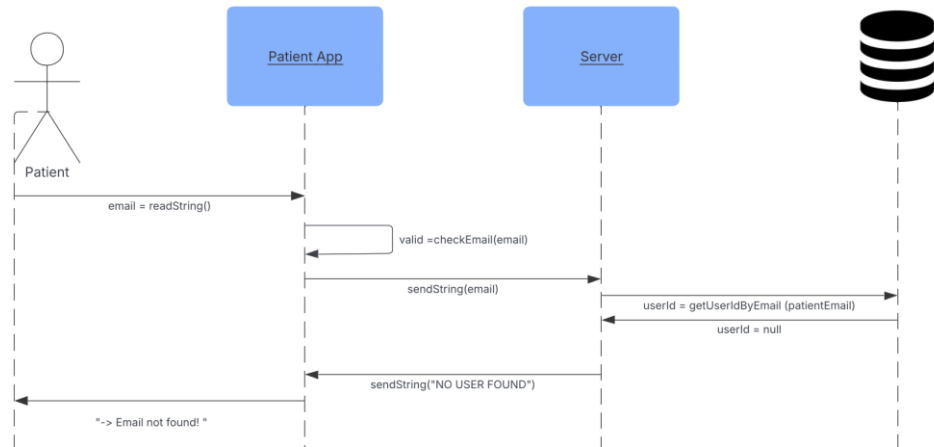 Patient App
Server
Patient
email = readString()
valid =checkEmail(email)
sendString(email)
userId = getUserIdByEmail (patientEmail)
userId = null
sendString("NO USER FOUND")
"-> Email not found! "